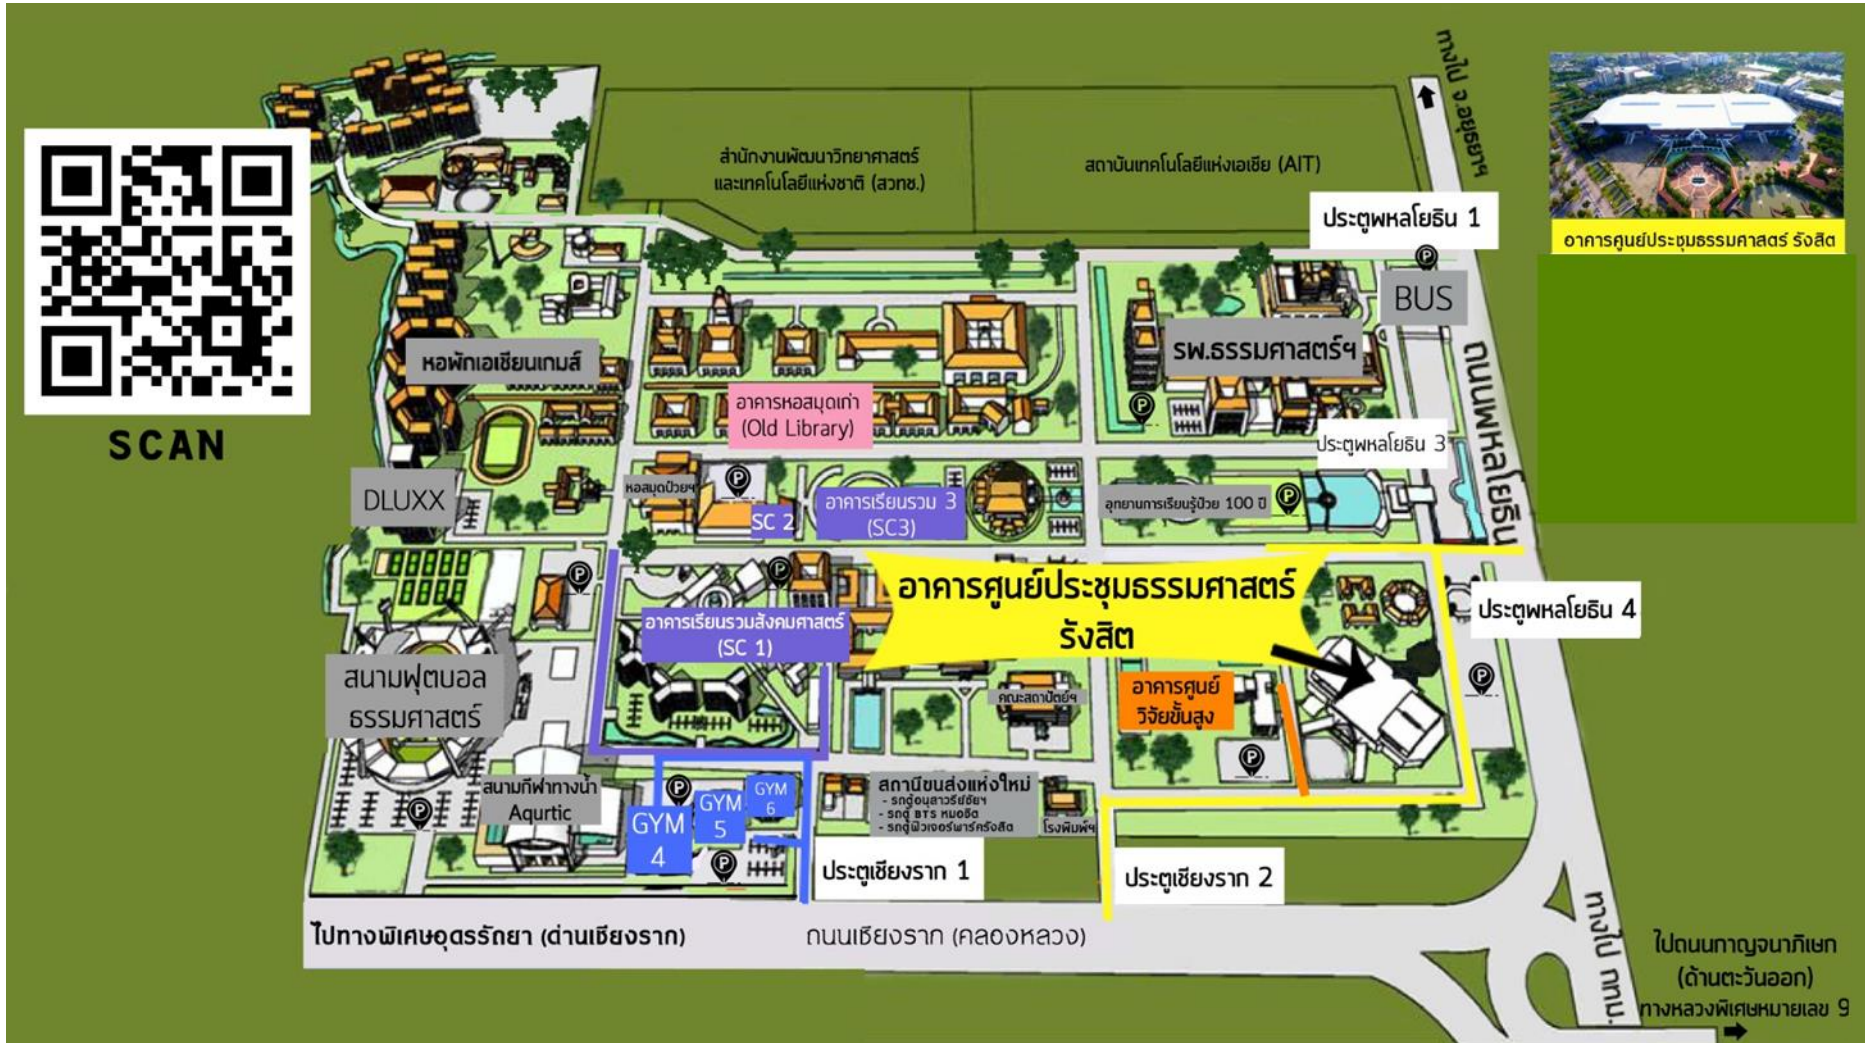 ทางไป จ.อยุธยาฯ
สำนักงานพัฒนาวิทยาศาสตร์
และเทคโนโลยีแห่งชาติ (สวทช.)
สถาบันเทคโนโลยีแห่งเอเชีย (AIT)
ประตูพหลโยธิน 1
อาคารศูนย์ประชุมธรรมศาสตร์ รังสิต
SCAN
P
BUS
หอพักเอเชียนเกมส์
รพ.ธรรมศาสตร์ฯ
ถนนพหลโยธิน
อาคารหอสมุดเก่า
(Old Library)
P
ประตูพหลโยธิน 3
DLUXX
หอสมุดป๋วยฯ
P
SC 2
อาคารเรียนรวม 3
(SC3)
อุทยานการเรียนรู้ป๋วย 100 ปี
P
P
P
อาคารศูนย์ประชุมธรรมศาสตร์
รังสิต
ประตูพหลโยธิน 4
อาคารเรียนรวมสังคมศาสตร์
(SC 1)
สนามฟุตบอล
ธรรมศาสตร์
คณะสถาปัตย์ฯ
อาคารศูนย์
วิจัยขั้นสูง
P
P
สนามกีฬาทางน้ำ
Aqurtic
P
P
GYM
4
GYM
5
GYM
6
P
สถานีขนส่งแห่งใหม่
- รถตู้อนุสาวรีย์ชัยฯ
- รถตู้ BTS หมอชิต
- รถตู้ฟิวเจอร์พาร์ครังสิต
โรงพิมพ์ฯ
ประตูเชียงราก 1
ประตูเชียงราก 2
ไปทางพิเศษอุดรรัถยา (ด่านเชียงราก)
ถนนเชียงราก (คลองหลวง)
ทางไป กทม.
ไปถนนกาญจนาภิเษก
(ด้านตะวันออก)
ทางหลวงพิเศษหมายเลข 9